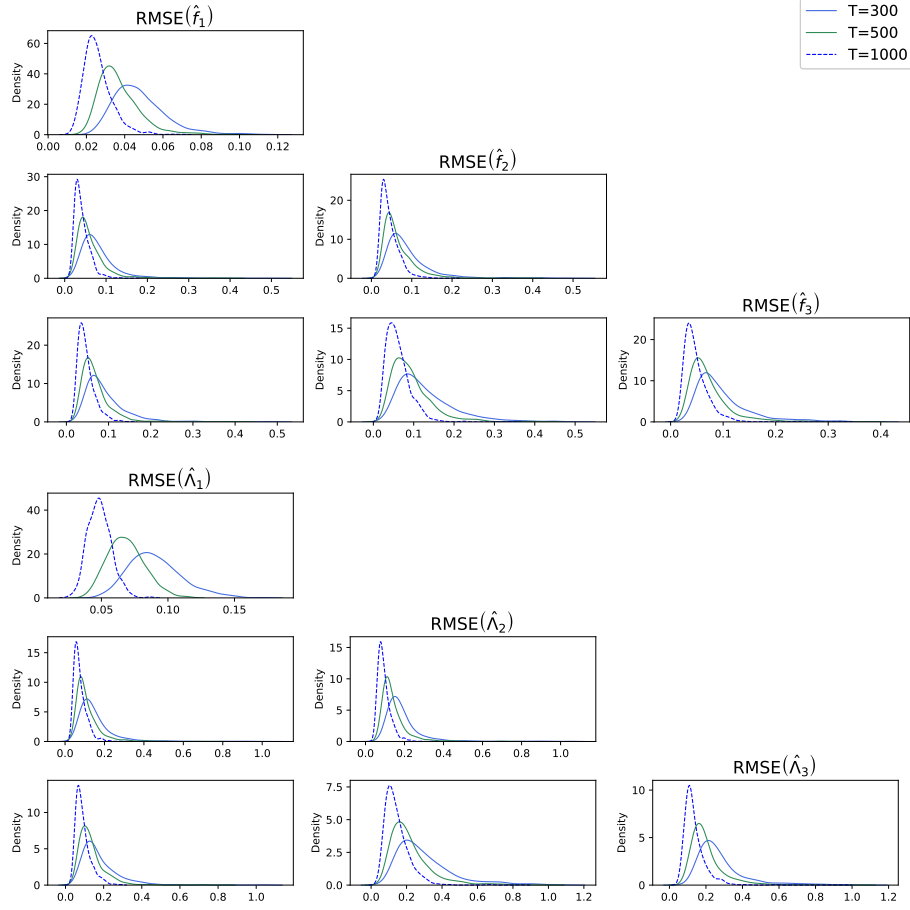 T=300
T=500
T=1000
RMSE(f̂₁)
Density
60
40
20
0
0.00 0.02 0.04 0.06 0.08 0.10 0.12
RMSE(f̂₂)
Density
30
20
10
0
0.0 0.1 0.2 0.3 0.4 0.5
Density
20
10
0
0.0 0.1 0.2 0.3 0.4 0.5
RMSE(f̂₃)
Density
20
10
0
0.0 0.1 0.2 0.3 0.4 0.5
Density
15
10
5
0
0.0 0.1 0.2 0.3 0.4 0.5
Density
20
10
0
0.0 0.1 0.2 0.3 0.4
RMSE(Λ̂₁)
Density
40
20
0
0.05 0.10 0.15
RMSE(Λ̂₂)
Density
15
10
5
0
0.0 0.2 0.4 0.6 0.8 1.0
Density
15
10
5
0
0.0 0.2 0.4 0.6 0.8 1.0
RMSE(Λ̂₃)
Density
10
5
0
0.0 0.2 0.4 0.6 0.8 1.0
Density
7.5
5.0
2.5
0.0
0.0 0.2 0.4 0.6 0.8 1.0 1.2
Density
10
5
0
0.0 0.2 0.4 0.6 0.8 1.0 1.2